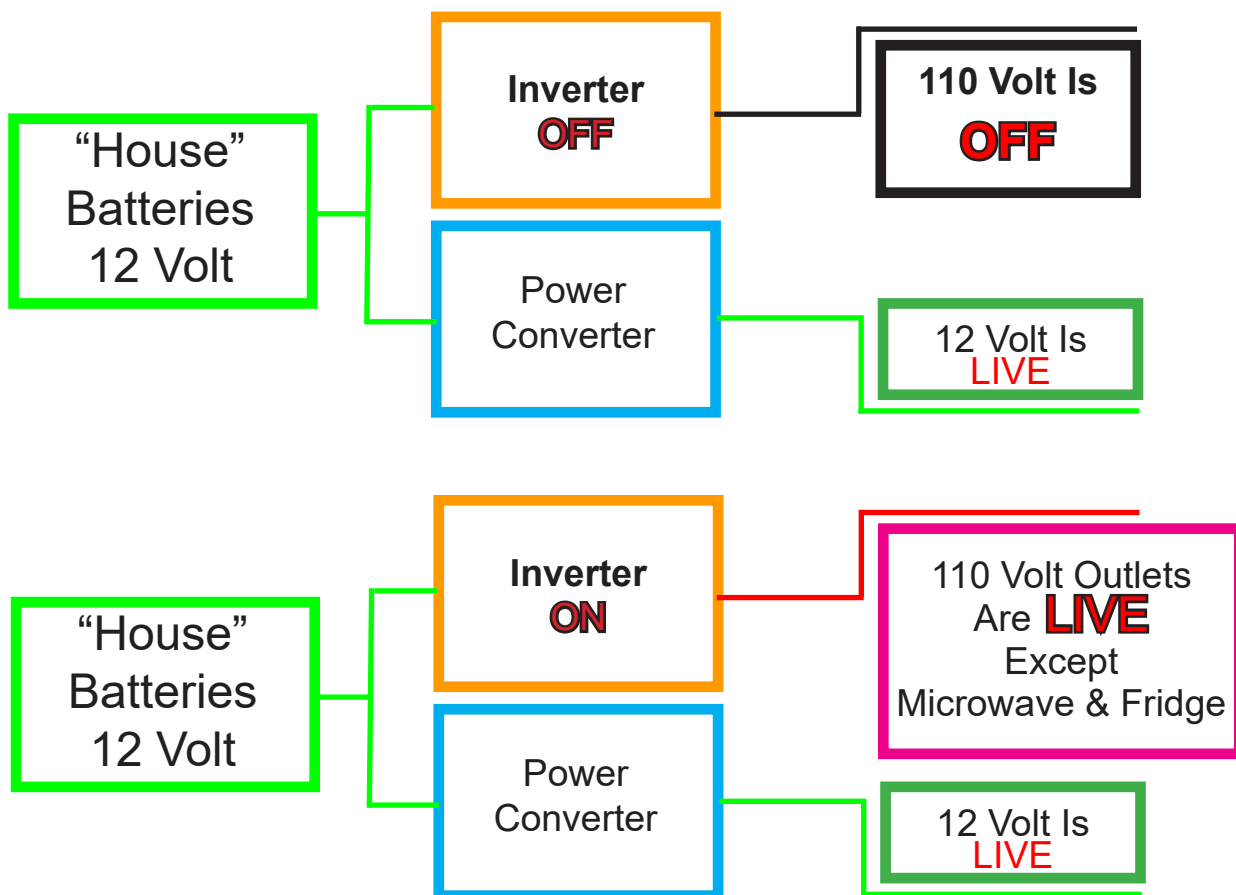 “House”
Batteries
12 Volt
Inverter
OFF
110 Volt Is
OFF
Power
Converter
12 Volt Is
LIVE
“House”
Batteries
12 Volt
Inverter
ON
110 Volt Outlets
Are LIVE
Except
Microwave & Fridge
Power
Converter
12 Volt Is
LIVE